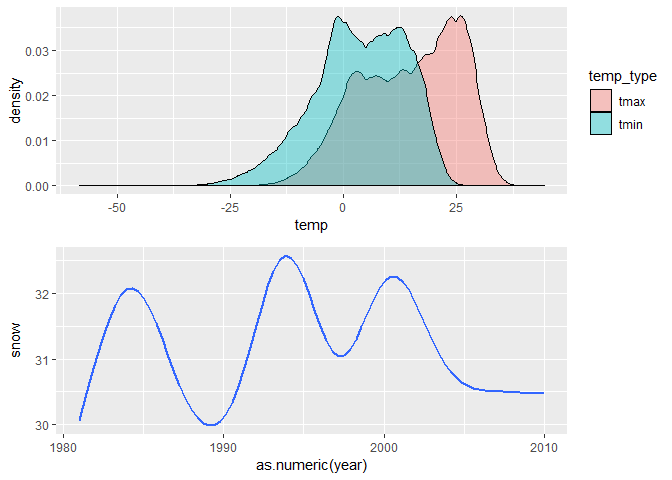 density
0.03
0.02
0.01
0.00
-50 -25 0 25
temp
temp_type
tmax
tmin
snow
32
31
30
1980 1990 2000 2010
as.numeric(year)